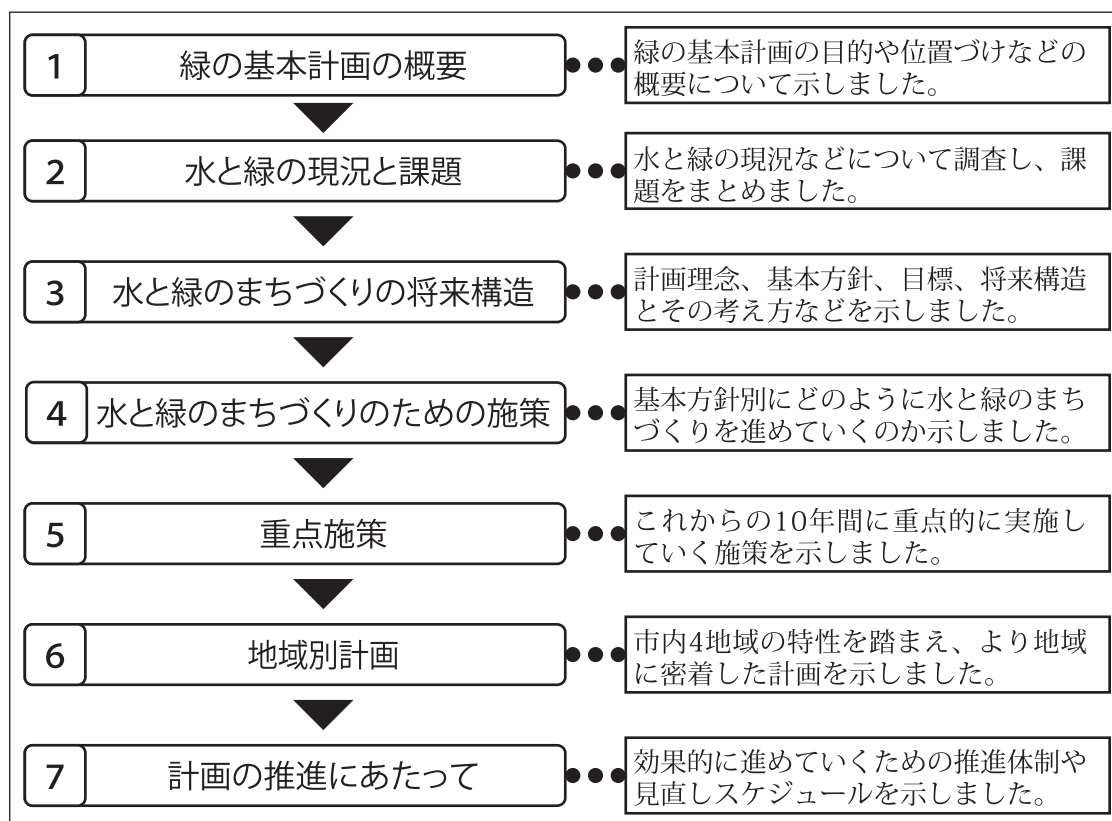 1 緑の基本計画の概要
緑の基本計画の目的や位置づけなどの
概要について示しました。
2 水と緑の現況と課題
水と緑の現況などについて調査し、課
題をまとめました。
3 水と緑のまちづくりの将来構造
計画理念、基本方針、目標、将来構造
とその考え方などを示しました。
4 水と緑のまちづくりのための施策
基本方針別にどのように水と緑のまち
づくりを進めていくのか示しました。
5 重点施策
これからの10年間に重点的に実施し
ていく施策を示しました。
6 地域別計画
市内4地域の特性を踏まえ、より地域
に密着した計画を示しました。
7 計画の推進にあたって
効果的に進めていくための推進体制や
見直しスケジュールを示しました。